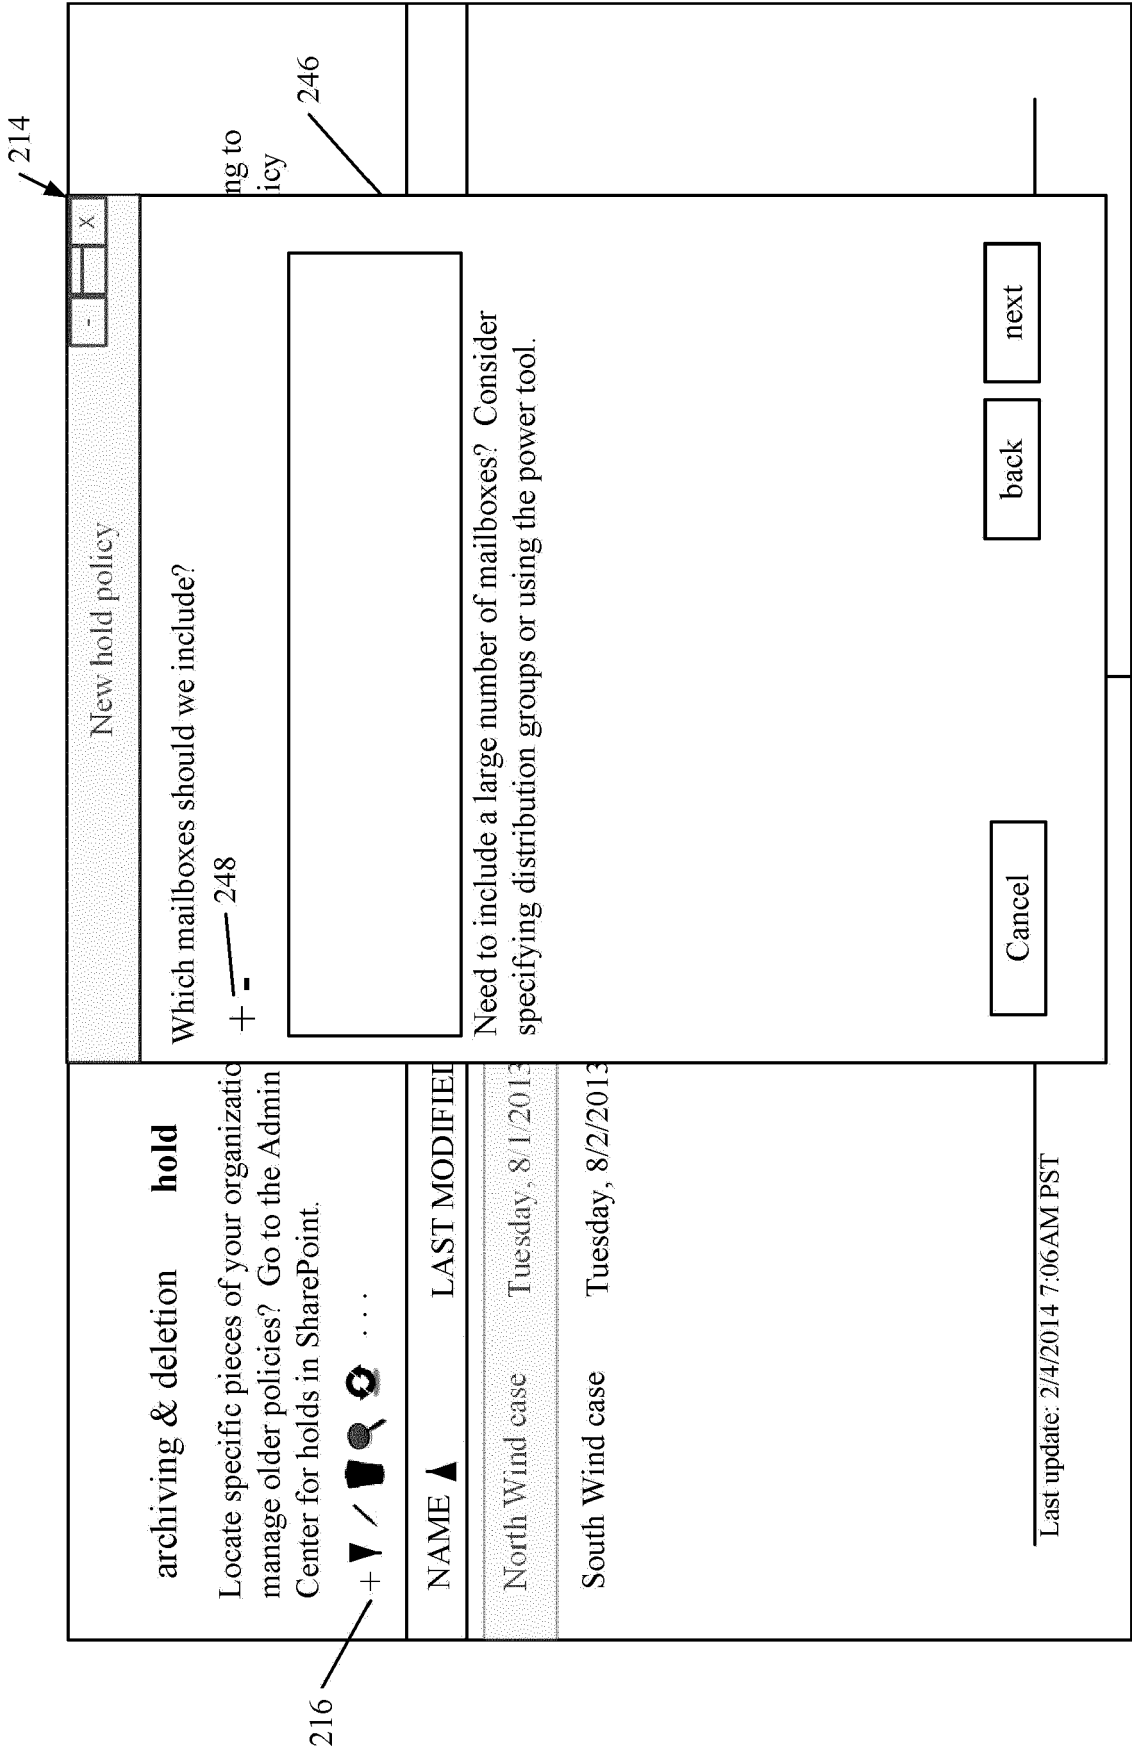 214
archiving & deletion hold
Locate specific pieces of your organizatio
manage older policies? Go to the Admin
Center for holds in SharePoint.
ng to
icy
216
+ ...
NAME LAST MODIFIED
North Wind case Tuesday, 8/1/2013
South Wind case Tuesday, 8/2/2013
Last update: 2/4/2014 7:06AM PST
New hold policy
- x
Which mailboxes should we include?
+ - 248
246
Need to include a large number of mailboxes? Consider
specifying distribution groups or using the power tool.
Cancel
back
next